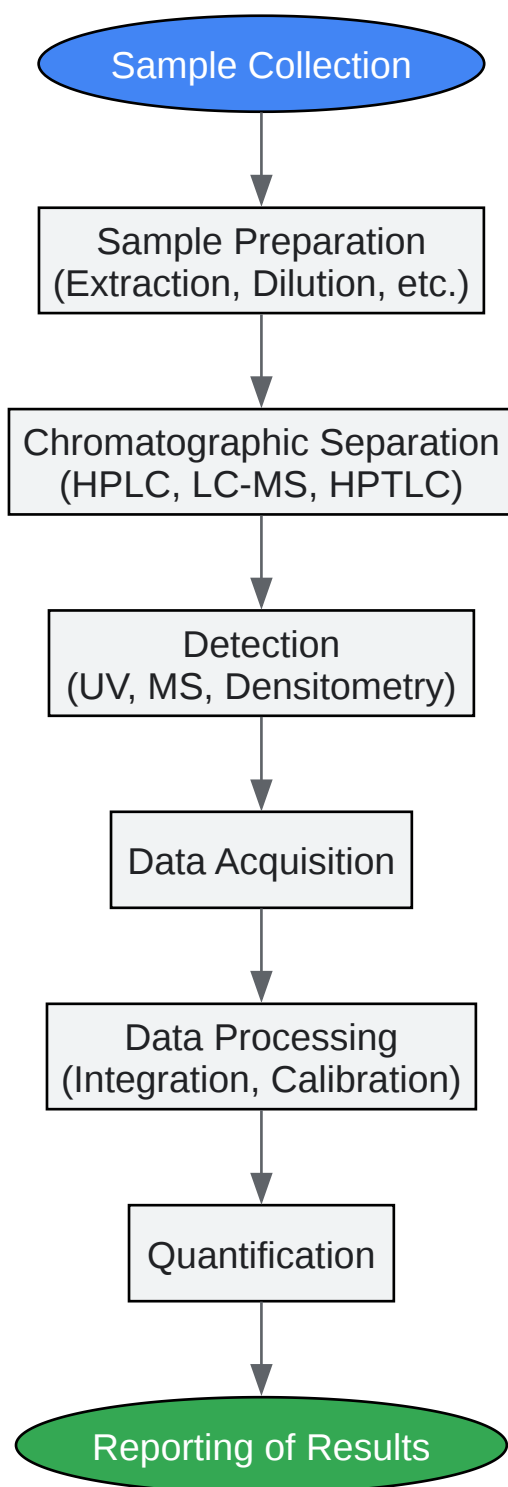 Sample Collection
Sample Preparation
(Extraction, Dilution, etc.)
Chromatographic Separation
(HPLC, LC-MS, HPTLC)
Detection
(UV, MS, Densitometry)
Data Acquisition
Data Processing
(Integration, Calibration)
Quantification
Reporting of Results